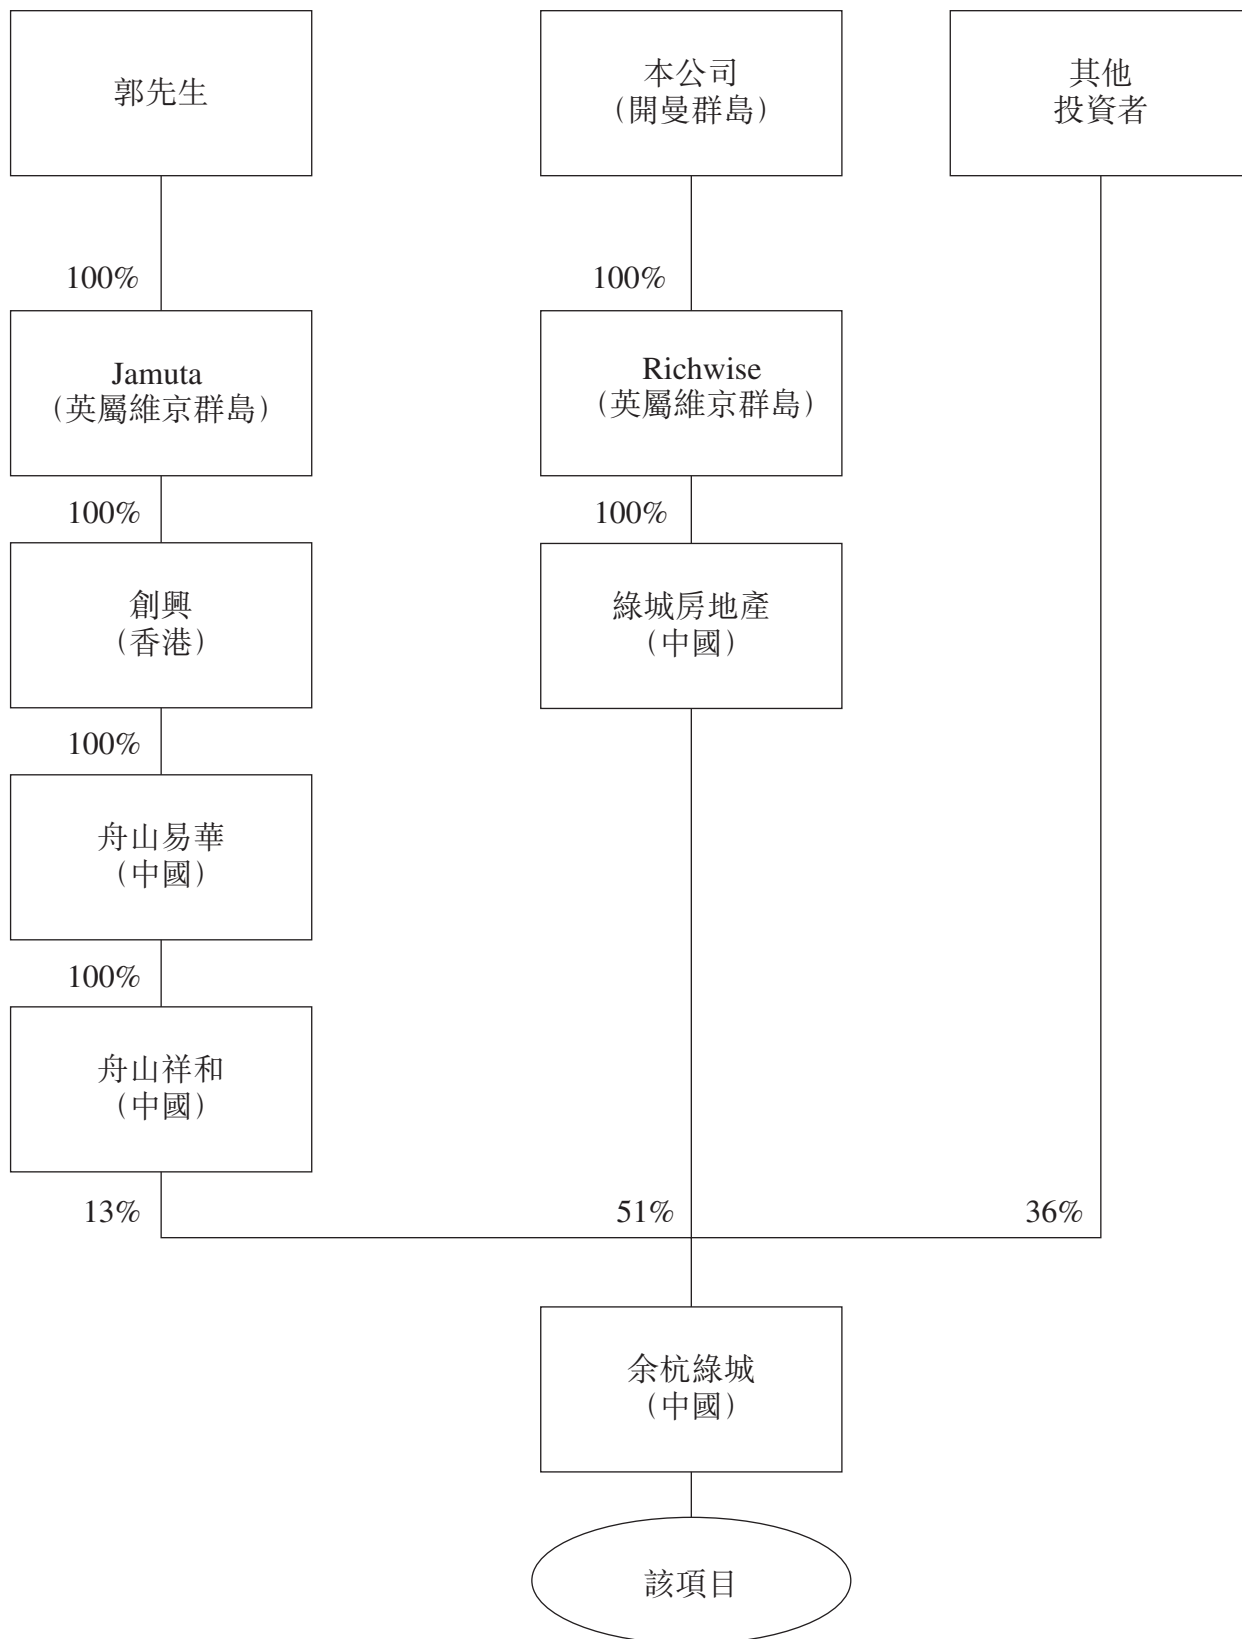 郭先生
本公司
（開曼群島）
其他
投資者
100%
100%
Jamuta
（英屬維京群島）
Richwise
（英屬維京群島）
100%
100%
創興
（香港）
綠城房地產
（中國）
100%
舟山易華
（中國）
100%
舟山祥和
（中國）
13%
51%
36%
余杭綠城
（中國）
該項目